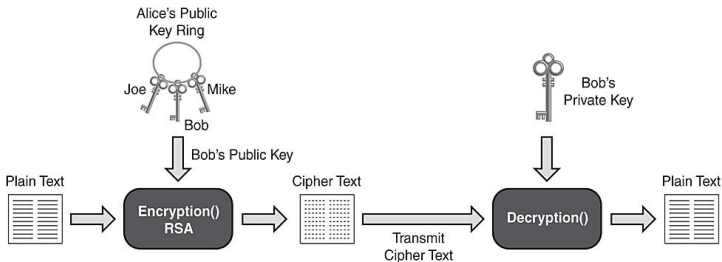 Alice's Public
Key Ring
Joe
Mike
Bob
Bob's
Private Key
Bob's Public Key
Plain Text
Encryption()
RSA
Cipher Text
Transmit
Cipher Text
Decryption()
Plain Text